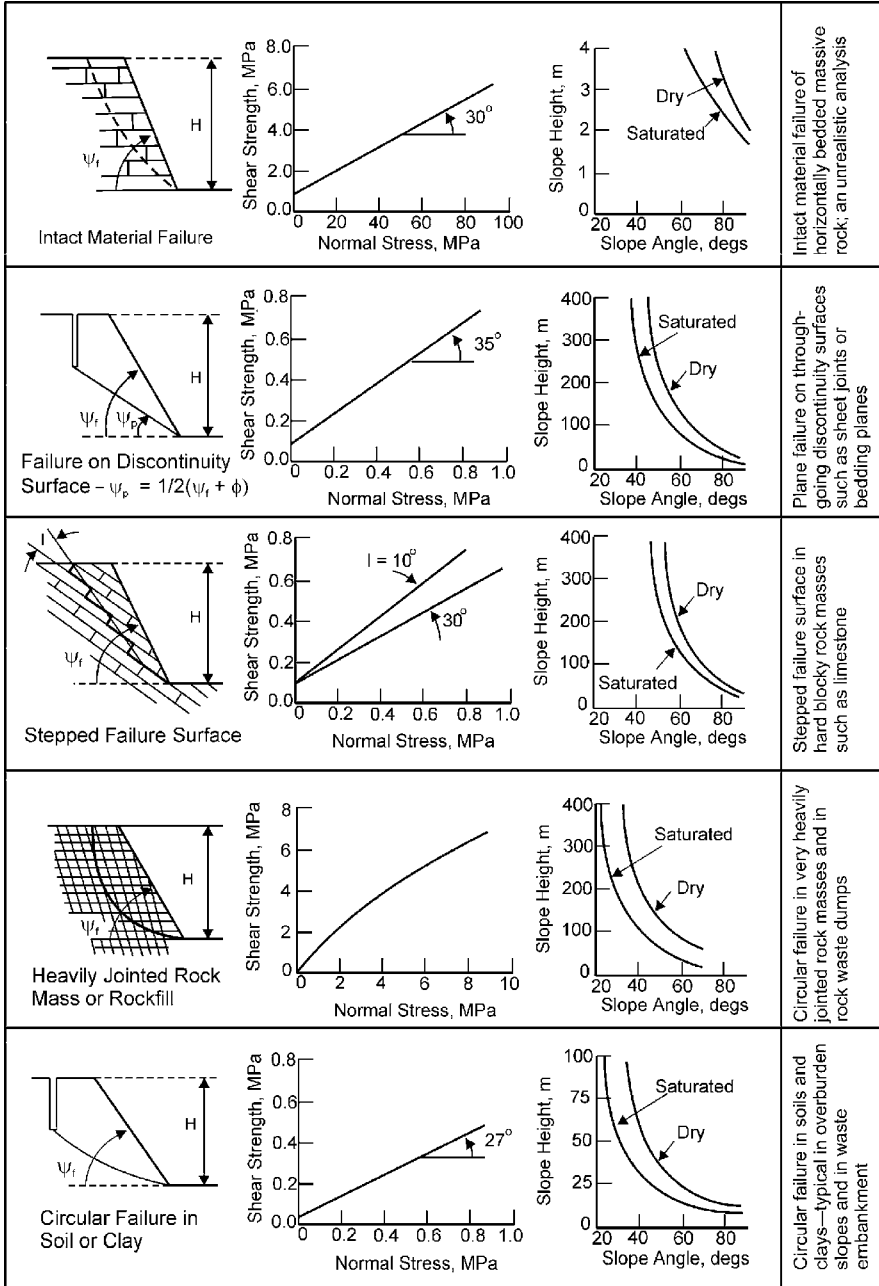 H
ψf
Intact Material Failure
Shear Strength, MPa
8.0
6.0
4.0
2.0
0.0
30°
0 20 40 60 80 100
Normal Stress, MPa
Slope Height, m
4
3
2
1
0
Dry
Saturated
20 40 60 80
Slope Angle, degs
Intact material failure of
horizontally bedded massive
rock; an unrealistic analysis
H
ψf
ψp
Failure on Discontinuity
Surface – ψp = 1/2(ψf + ϕ)
Shear Strength, MPa
0.8
0.6
0.4
0.2
0.0
35°
0 0.2 0.4 0.6 0.8 1.0
Normal Stress, MPa
Slope Height, m
400
300
200
100
0
Saturated
Dry
20 40 60 80
Slope Angle, degs
Plane failure on through-
going discontinuity surfaces
such as sheet joints or
bedding planes
I
H
ψf
Stepped Failure Surface
Shear Strength, MPa
0.8
0.6
0.4
0.2
0.0
I = 10°
30°
0 0.2 0.4 0.6 0.8 1.0
Normal Stress, MPa
Slope Height, m
400
300
200
100
0
Dry
Saturated
20 40 60 80
Slope Angle, degs
Stepped failure surface in
hard blocky rock masses
such as limestone
H
ψf
Heavily Jointed Rock
Mass or Rockfill
Shear Strength, MPa
8
6
4
2
0
0 2 4 6 8 10
Normal Stress, MPa
Slope Height, m
400
300
200
100
0
Saturated
Dry
20 40 60 80
Slope Angle, degs
Circular failure in very heavily
jointed rock masses and in
rock waste dumps
H
ψf
Circular Failure in
Soil or Clay
Shear Strength, MPa
0.8
0.6
0.4
0.2
0.0
27°
0 0.2 0.4 0.6 0.8 1.0
Normal Stress, MPa
Slope Height, m
100
75
50
25
0
Saturated
Dry
20 40 60 80
Slope Angle, degs
Circular failure in soils and
clays—typical in overburden
slopes and in waste
embankment